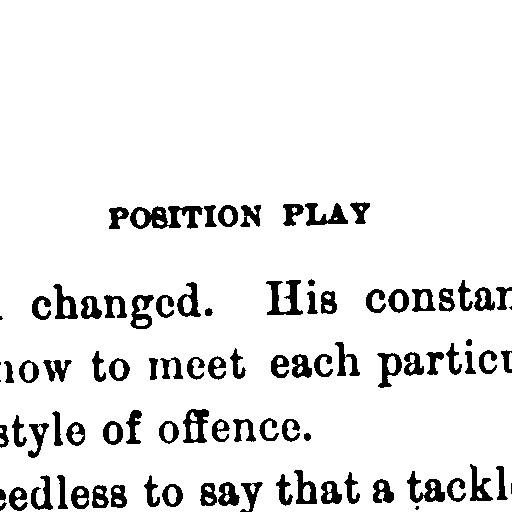 POSITION PLAY
changed. His constan
now to meet each particu
style of offence.
eedless to say that a tackl